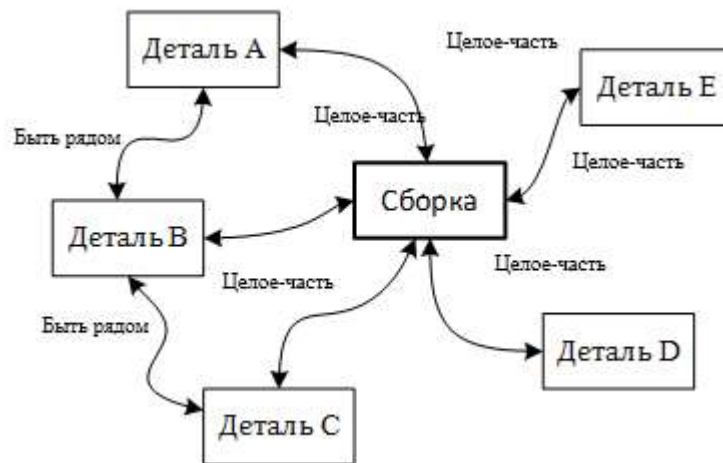 Деталь A
Целое-часть
Деталь E
Целое-часть
Быть рядом
Целое-часть
Сборка
Деталь B
Целое-часть
Целое-часть
Быть рядом
Деталь D
Деталь C